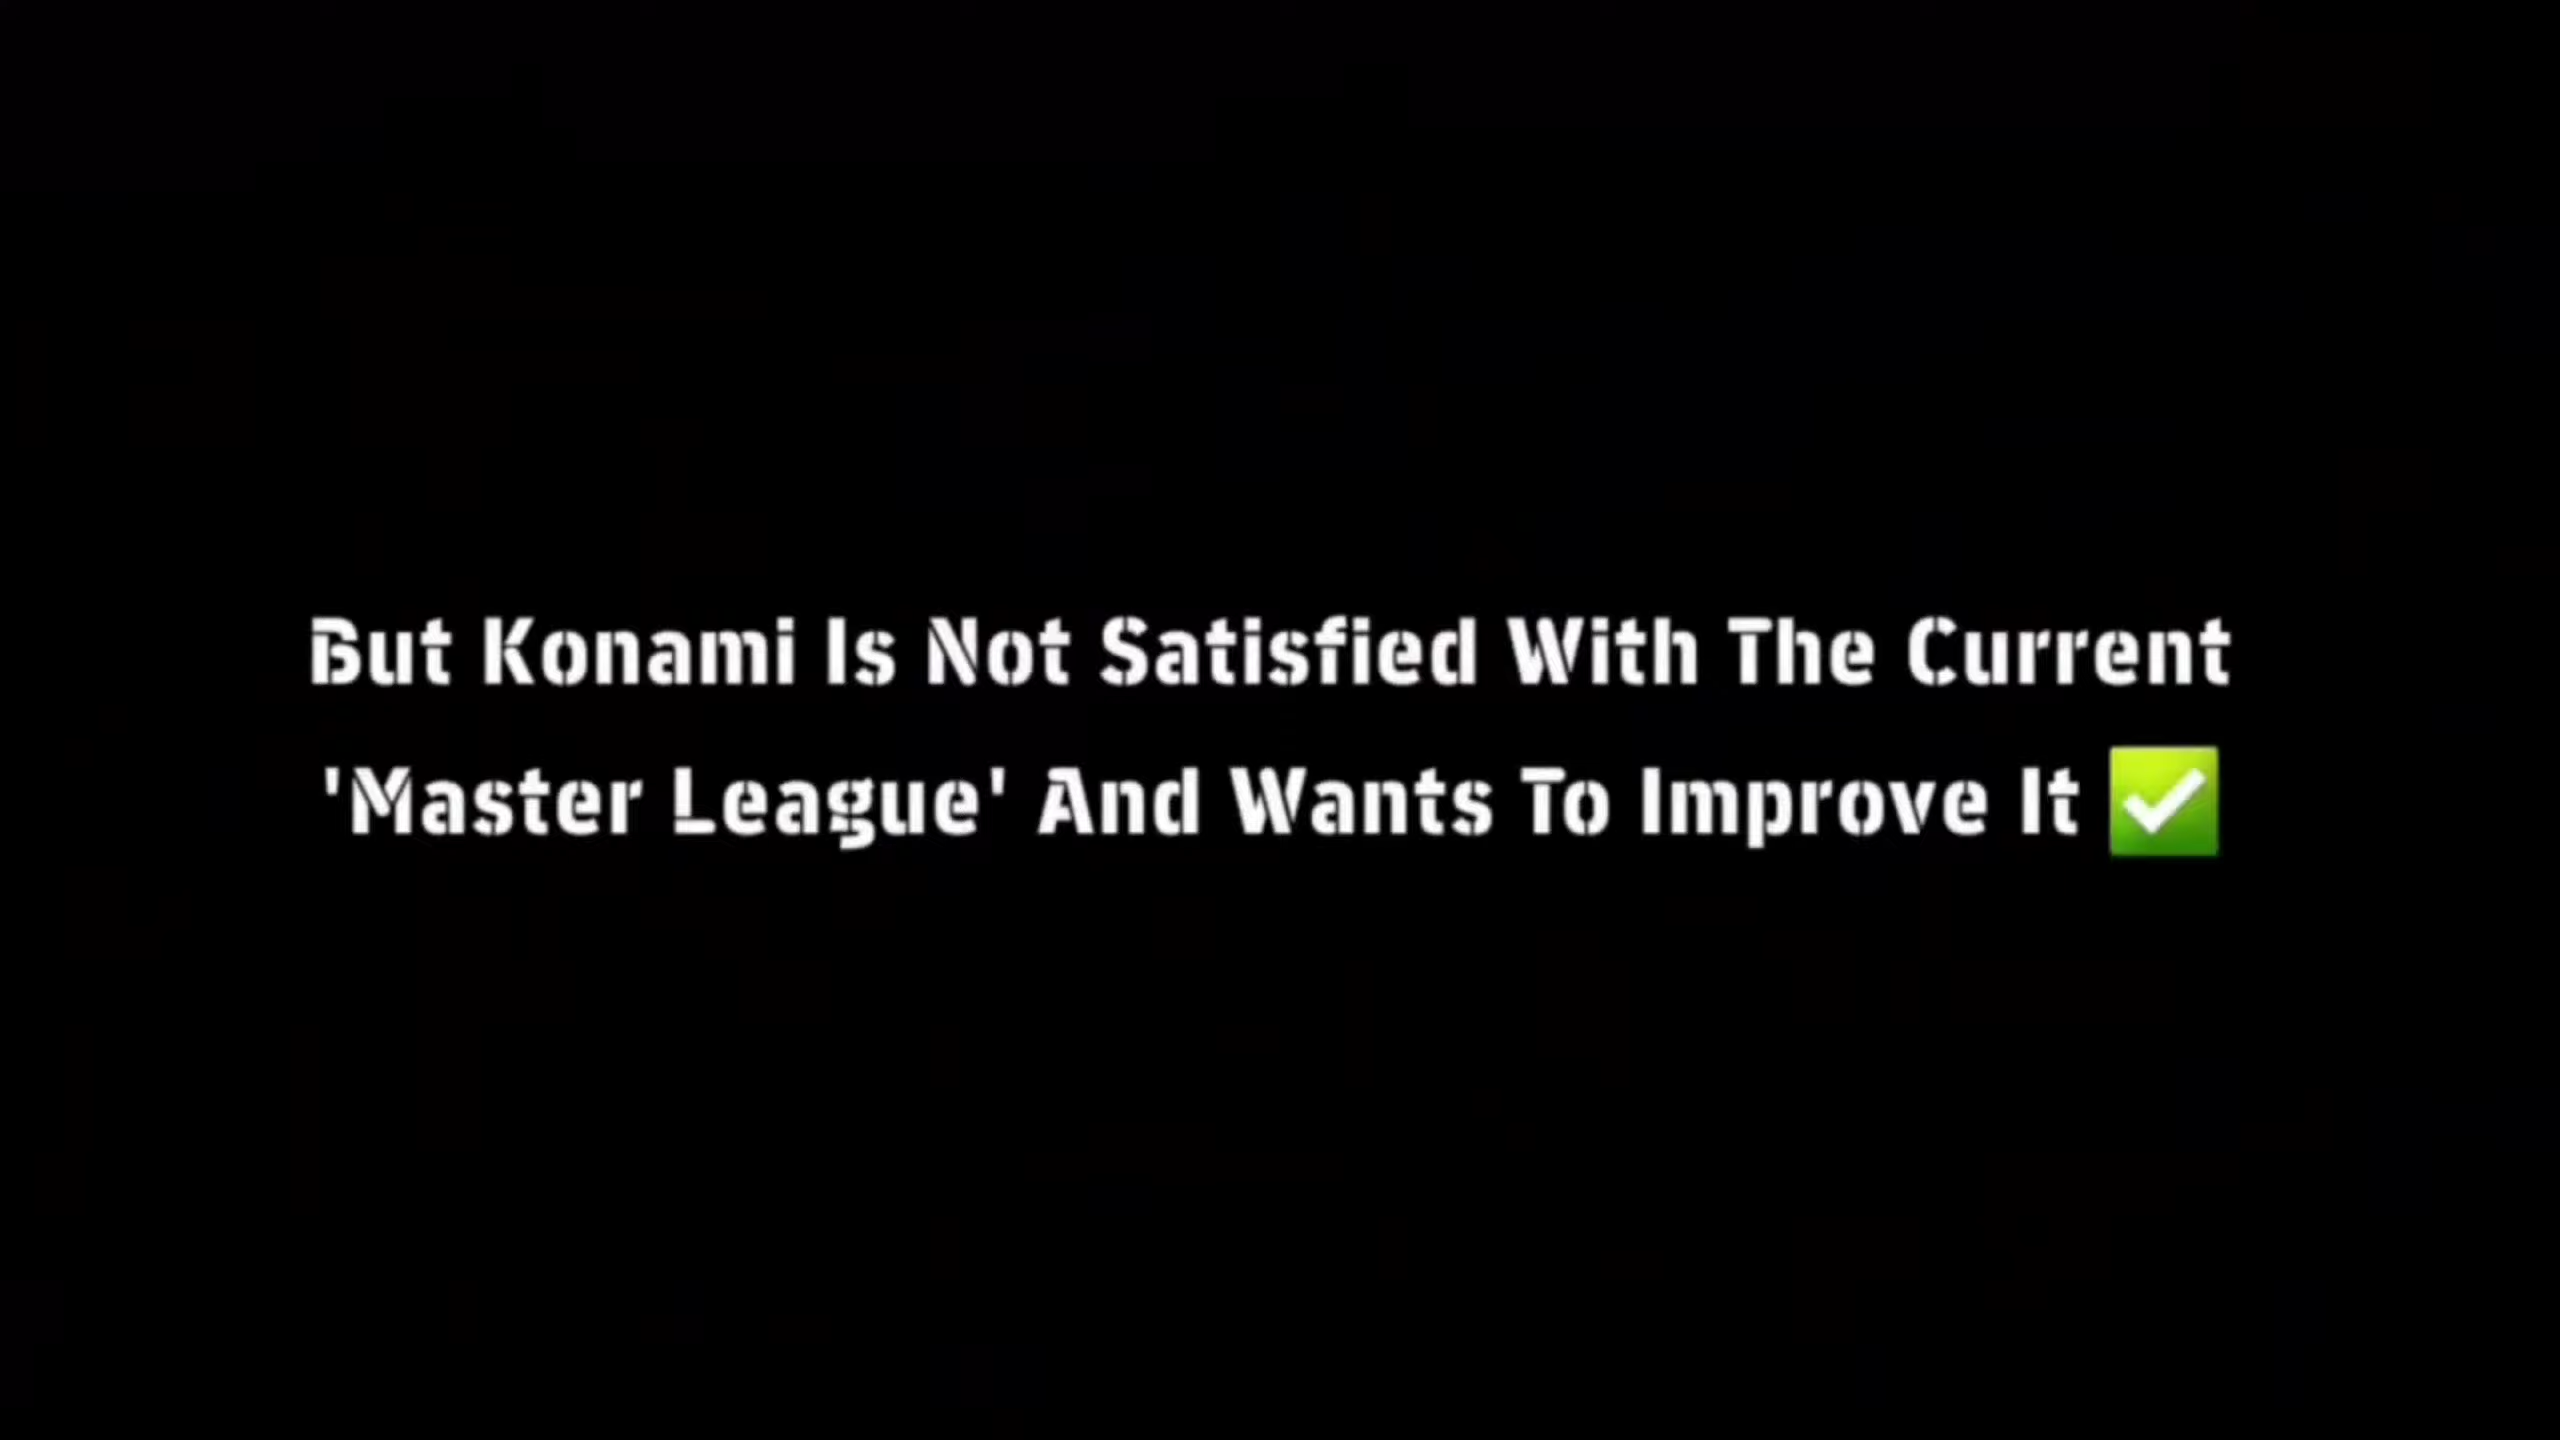 But Konami Is Not Satisfied With The Current
'Master League' And Wants To Improve It ✅